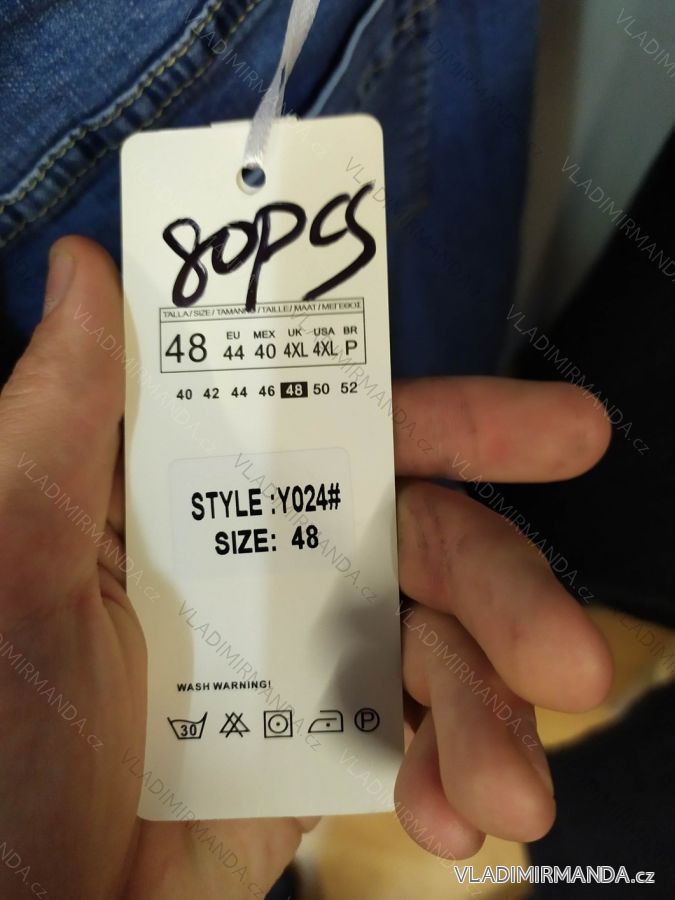 80PCS
TALLA/SIZE/TAMANHO/TAILLE/MAAT/ΜΕΓΕΘΟΣ
48 EU 44 MEX 40 UK 4XL USA 4XL BR P
40 42 44 46 48 50 52
STYLE :Y024#
SIZE: 48
WASH WARNING!
30 P
VLADIMIRMANDA.cz